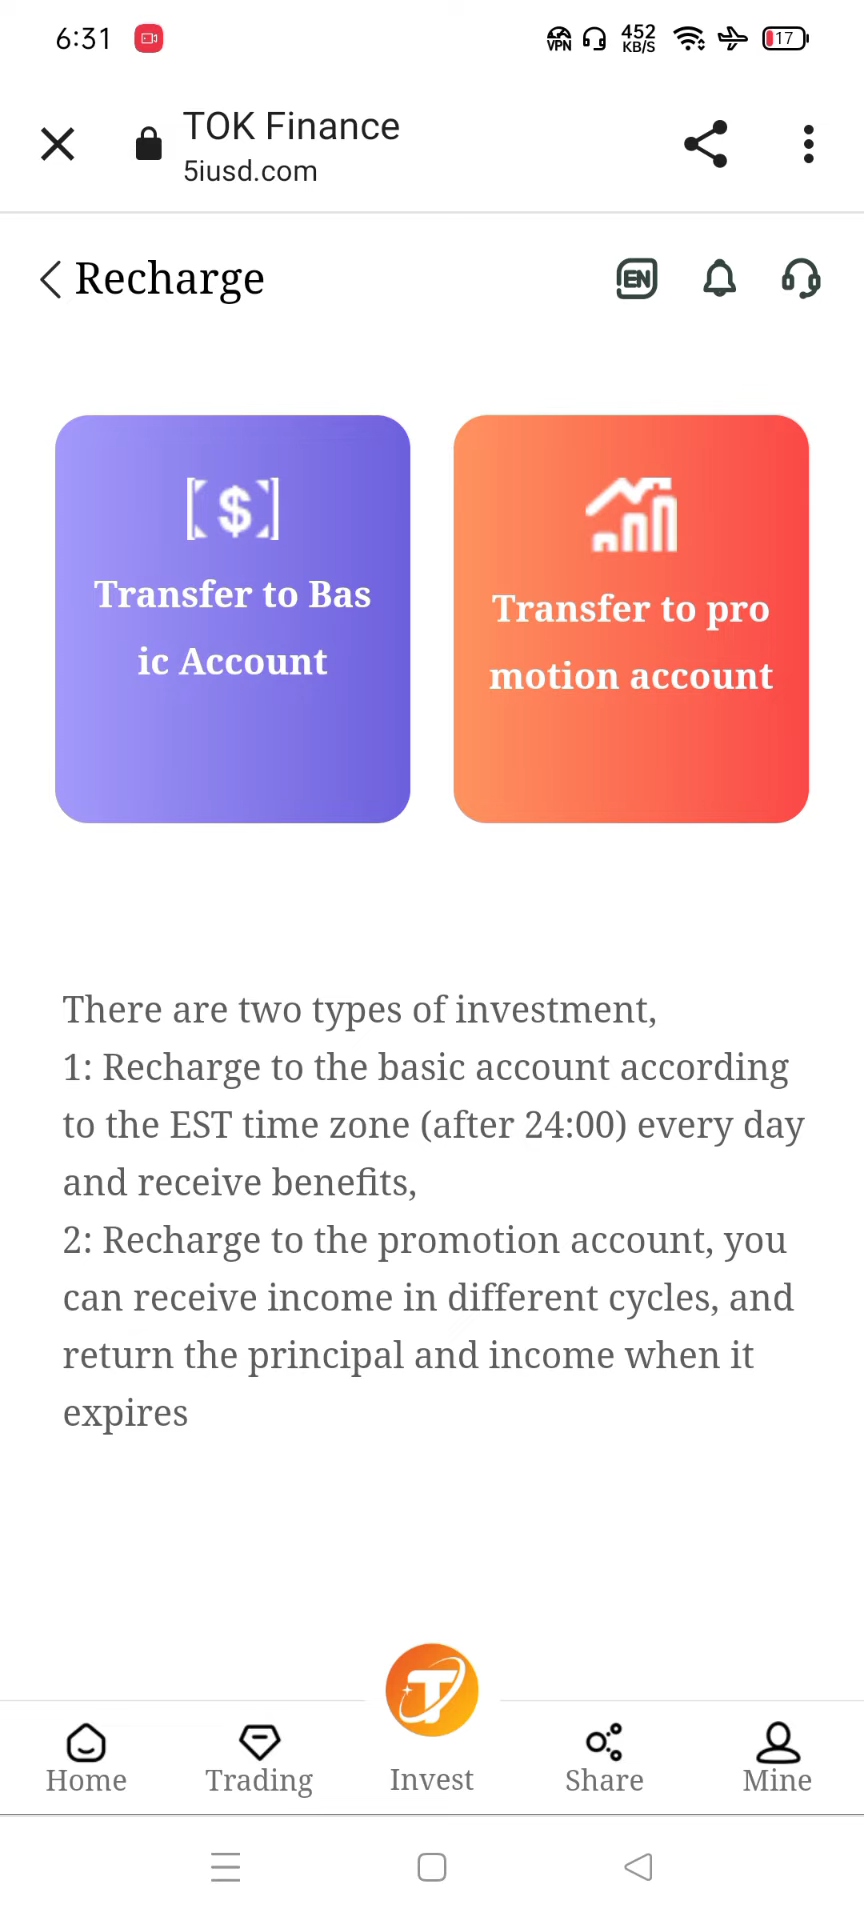 6:31
VPN
452
KB/S
17
TOK Finance
5iusd.com
Recharge
EN
Transfer to Bas
ic Account
Transfer to pro
motion account
There are two types of investment,
1: Recharge to the basic account according
to the EST time zone (after 24:00) every day
and receive benefits,
2: Recharge to the promotion account, you
can receive income in different cycles, and
return the principal and income when it
expires
Home
Trading
Invest
Share
Mine